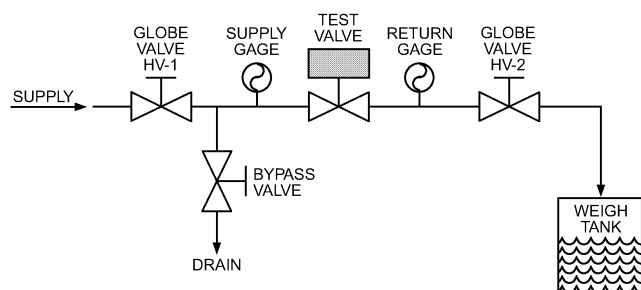 SUPPLY
GLOBE
VALVE
HV-1
SUPPLY
GAGE
TEST
VALVE
RETURN
GAGE
GLOBE
VALVE
HV-2
BYPASS
VALVE
DRAIN
WEIGH
TANK